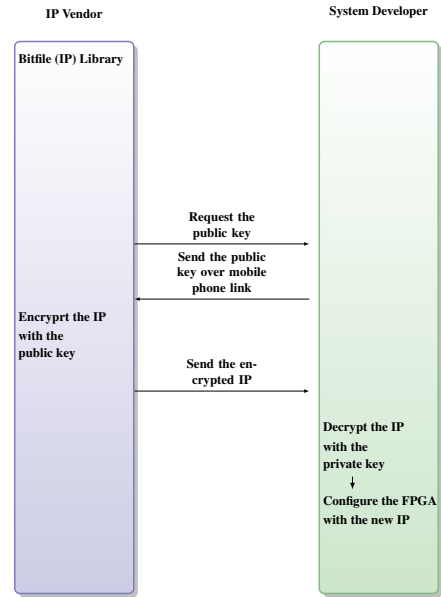 IP Vendor
System Developer
Bitfile (IP) Library
Request the
public key
Send the public
key over mobile
phone link
Encryprt the IP
with the
public key
Send the en-
crypted IP
Decrypt the IP
with the
private key
Configure the FPGA
with the new IP